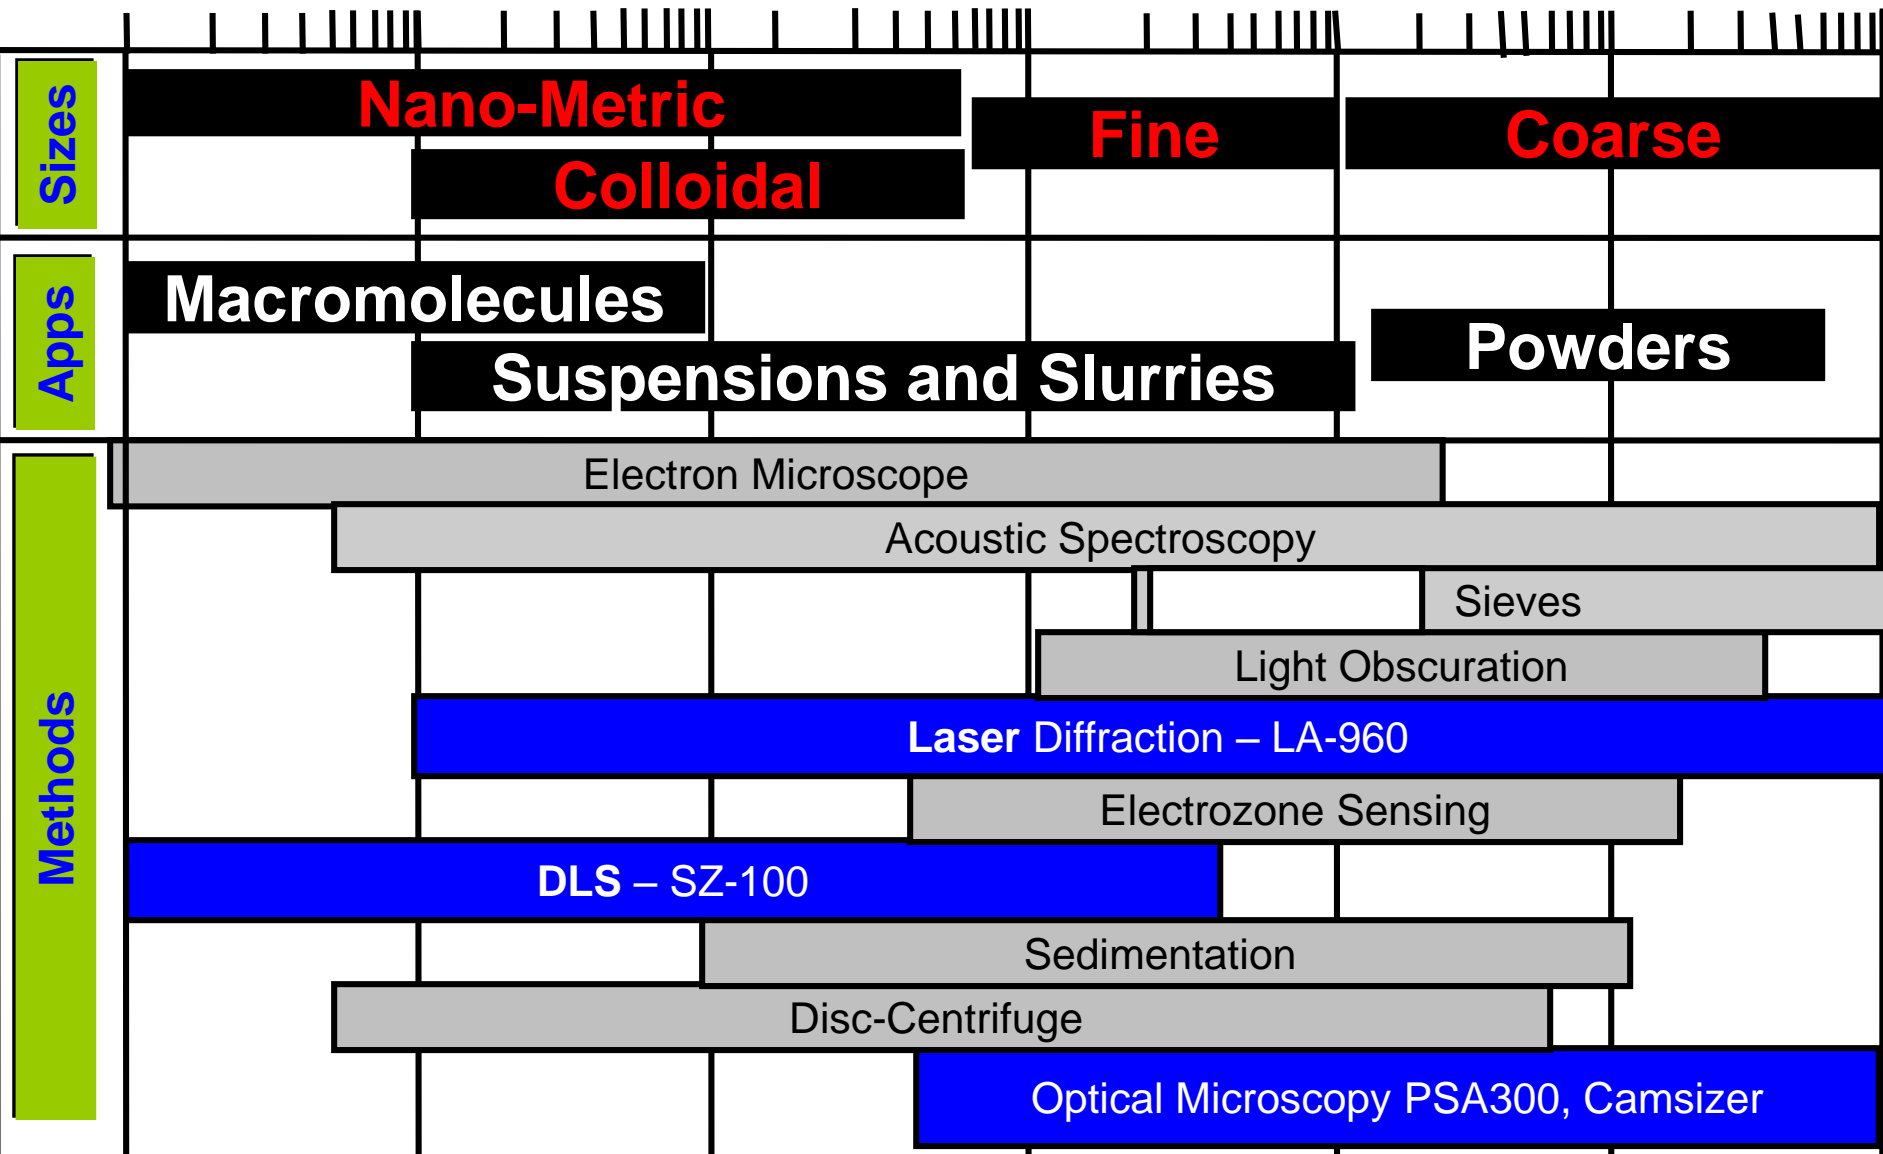 Sizes
Nano-Metric
Colloidal
Fine
Coarse
Apps
Macromolecules
Suspensions and Slurries
Powders
Methods
Electron Microscope
Acoustic Spectroscopy
Sieves
Light Obscuration
Laser Diffraction – LA-960
Electrozone Sensing
DLS – SZ-100
Sedimentation
Disc-Centrifuge
Optical Microscopy PSA300, Camsizer